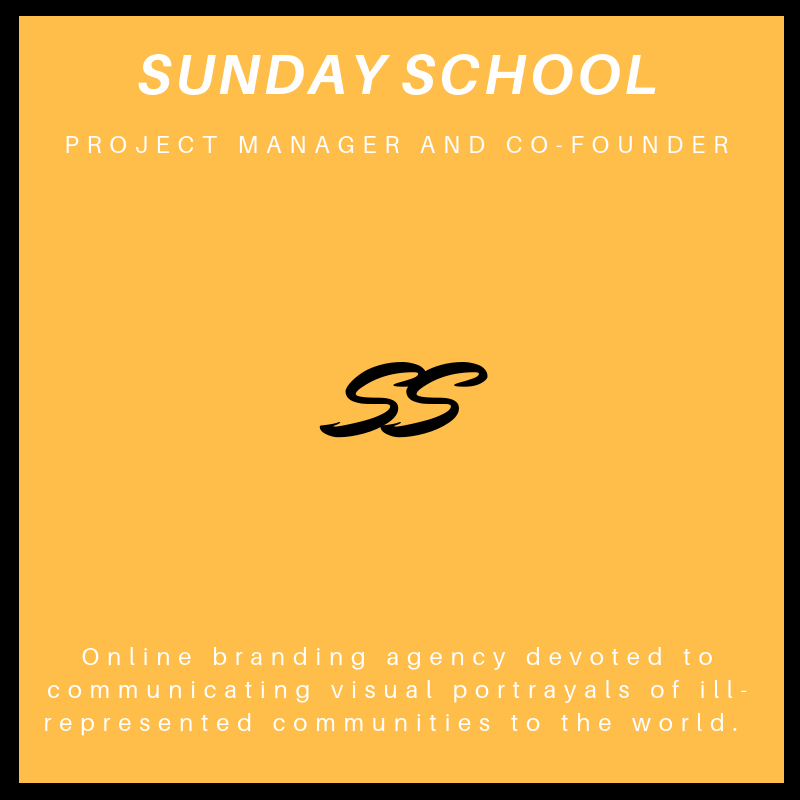 SUNDAY SCHOOL
PROJECT MANAGER AND CO-FOUNDER
SS
Online branding agency devoted to
communicating visual portrayals of ill-
represented communities to the world.